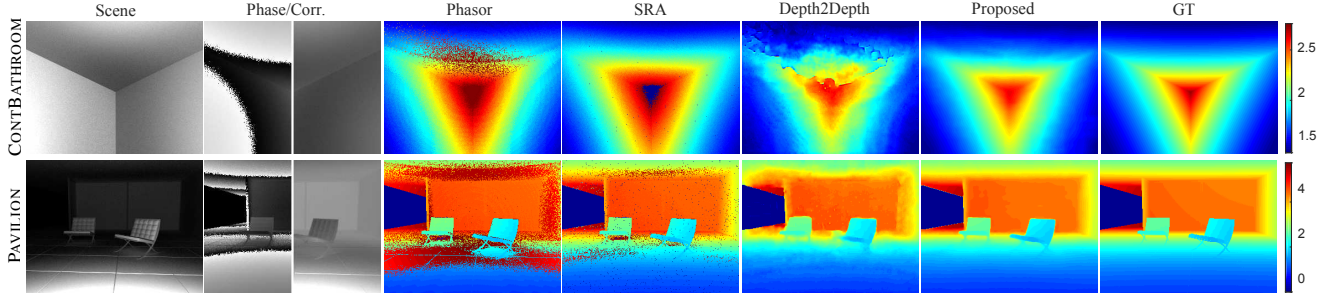 Scene Phase/Corr. Phasor SRA Depth2Depth Proposed GT
CONTBATHROOM
2.5
2
1.5
PAVILION
4
2
0